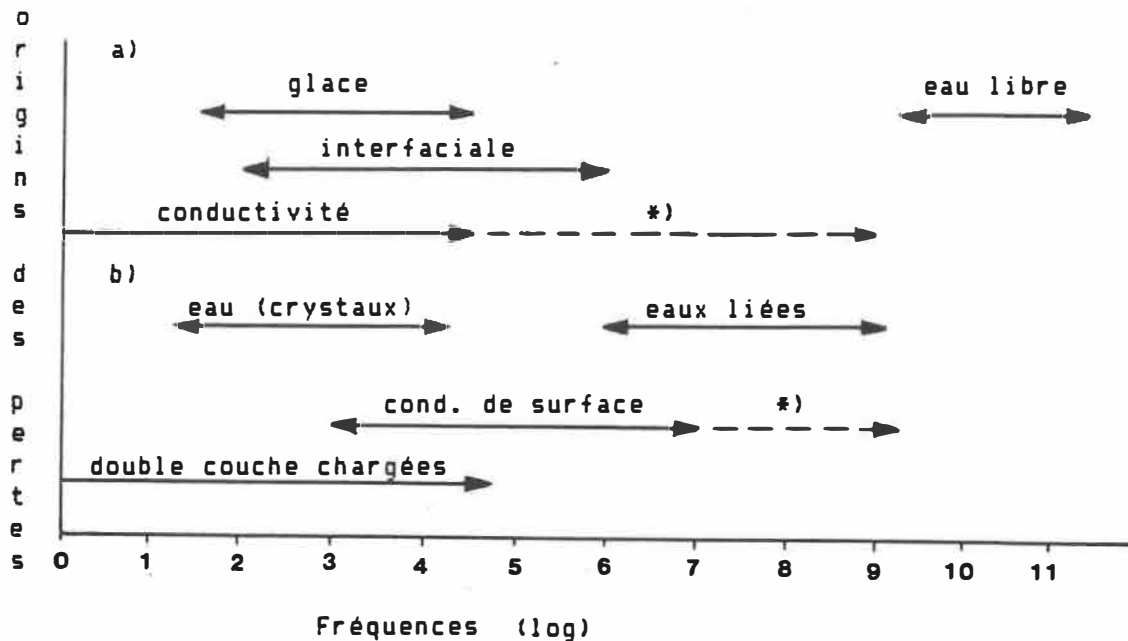 origins des pertes
a)
glace
eau libre
interfaciale
conductivité
*)
b)
eau (crystaux)
eaux liées
cond. de surface
*)
double couche chargées
0 1 2 3 4 5 6 7 8 9 10 11
Fréquences (log)